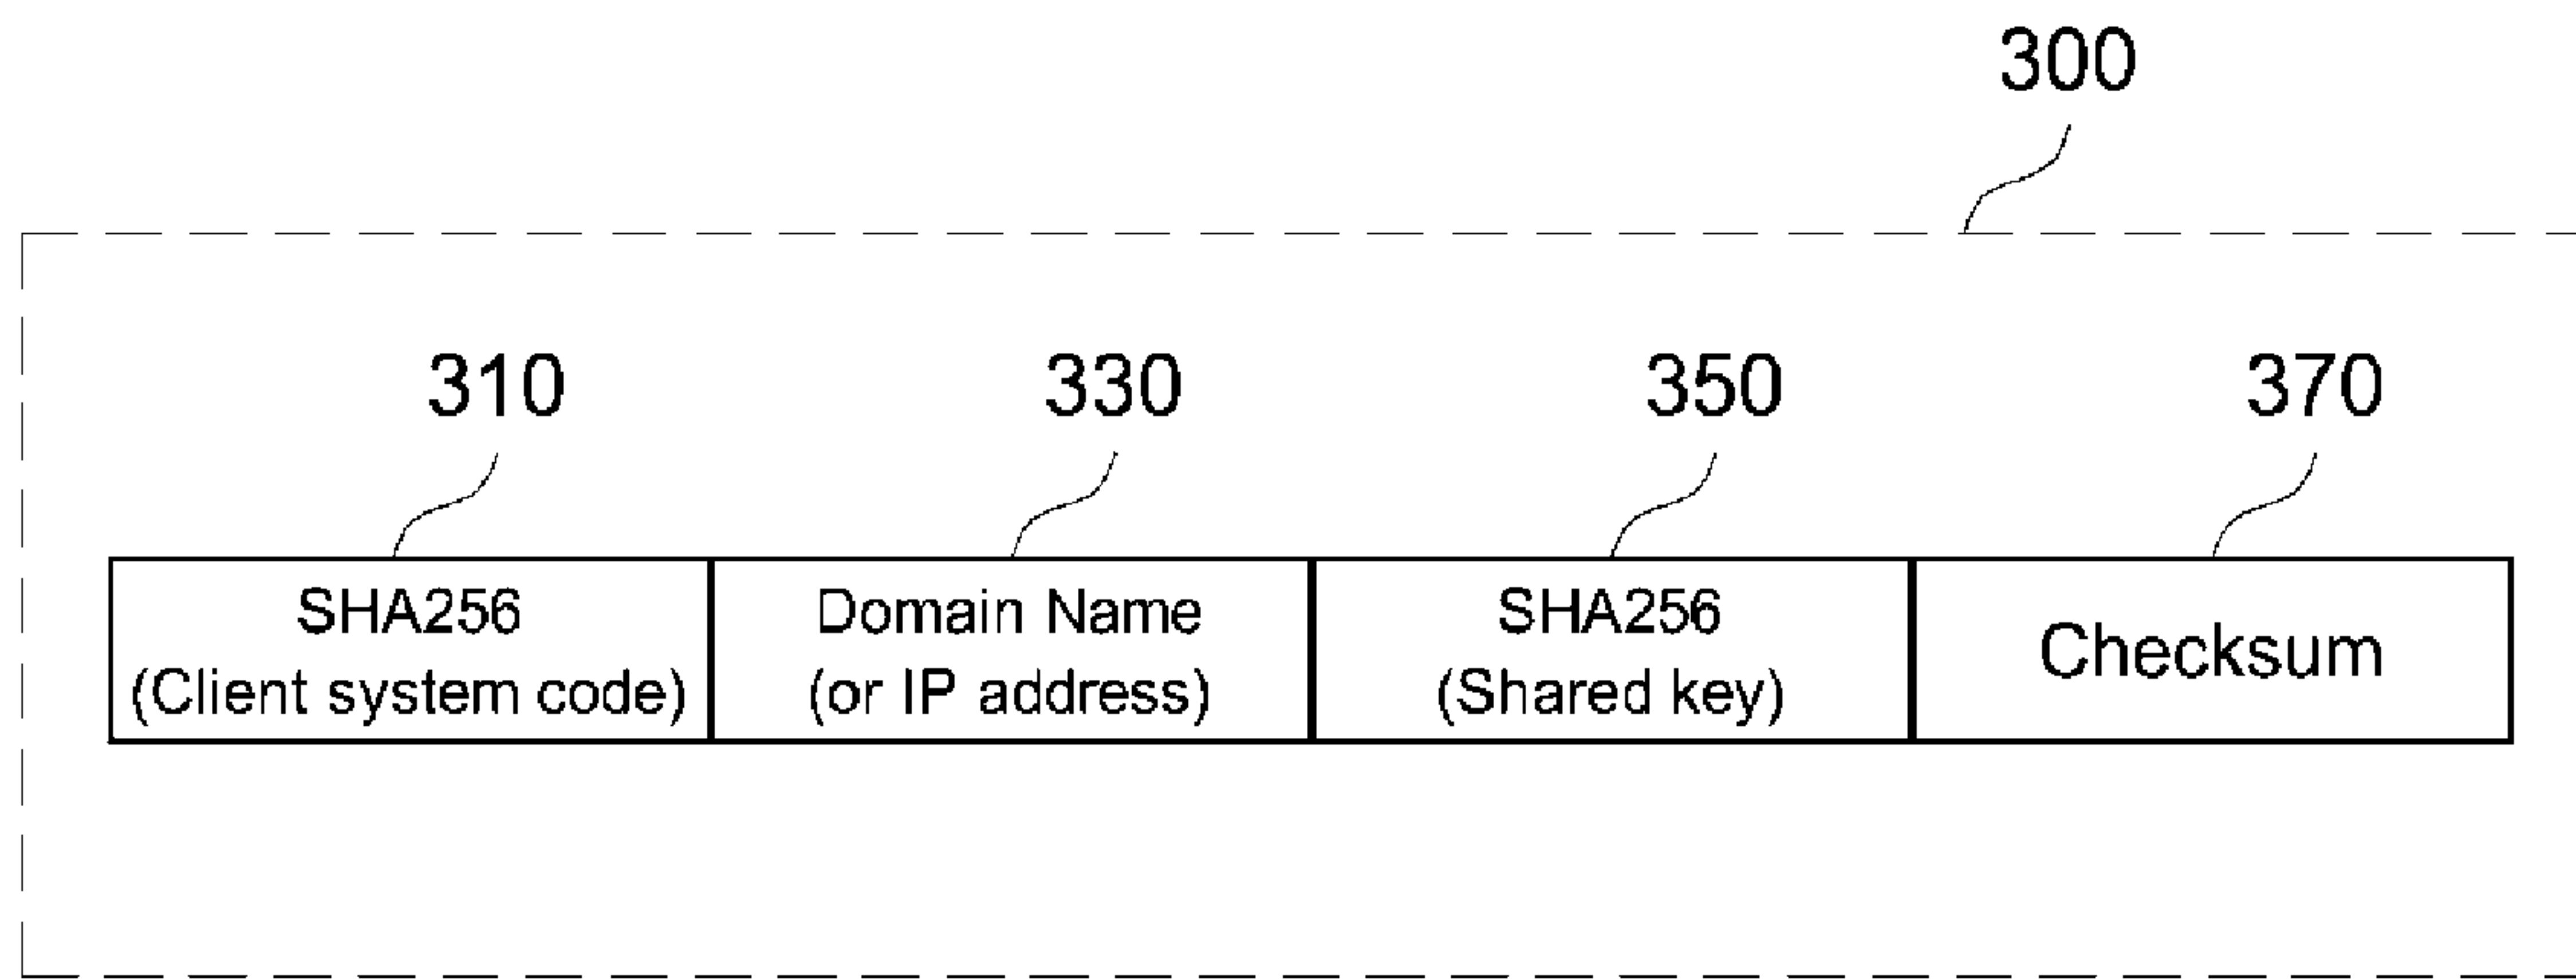 300
310 330 350 370
SHA256
(Client system code)
Domain Name
(or IP address)
SHA256
(Shared key)
Checksum